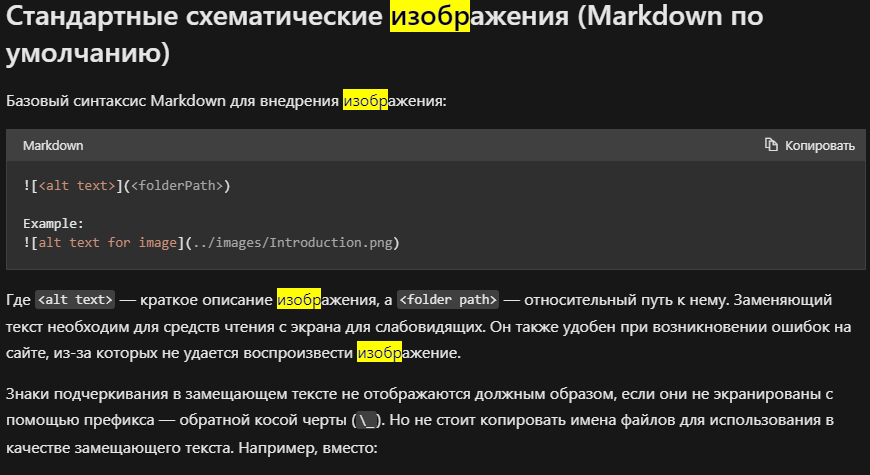 Стандартные схематические изображения (Markdown по
умолчанию)
Базовый синтаксис Markdown для внедрения изображения:
Markdown
Копировать
![<alt text>](<folderPath>)
Example:
![alt text for image](../images/Introduction.png)
Где <alt text> — краткое описание изображения, а <folder path> — относительный путь к нему. Заменяющий
текст необходим для средств чтения с экрана для слабовидящих. Он также удобен при возникновении ошибок на
сайте, из-за которых не удается воспроизвести изображение.
Знаки подчеркивания в замещающем тексте не отображаются должным образом, если они не экранированы с
помощью префикса — обратной косой черты (\_). Но не стоит копировать имена файлов для использования в
качестве замещающего текста. Например, вместо: